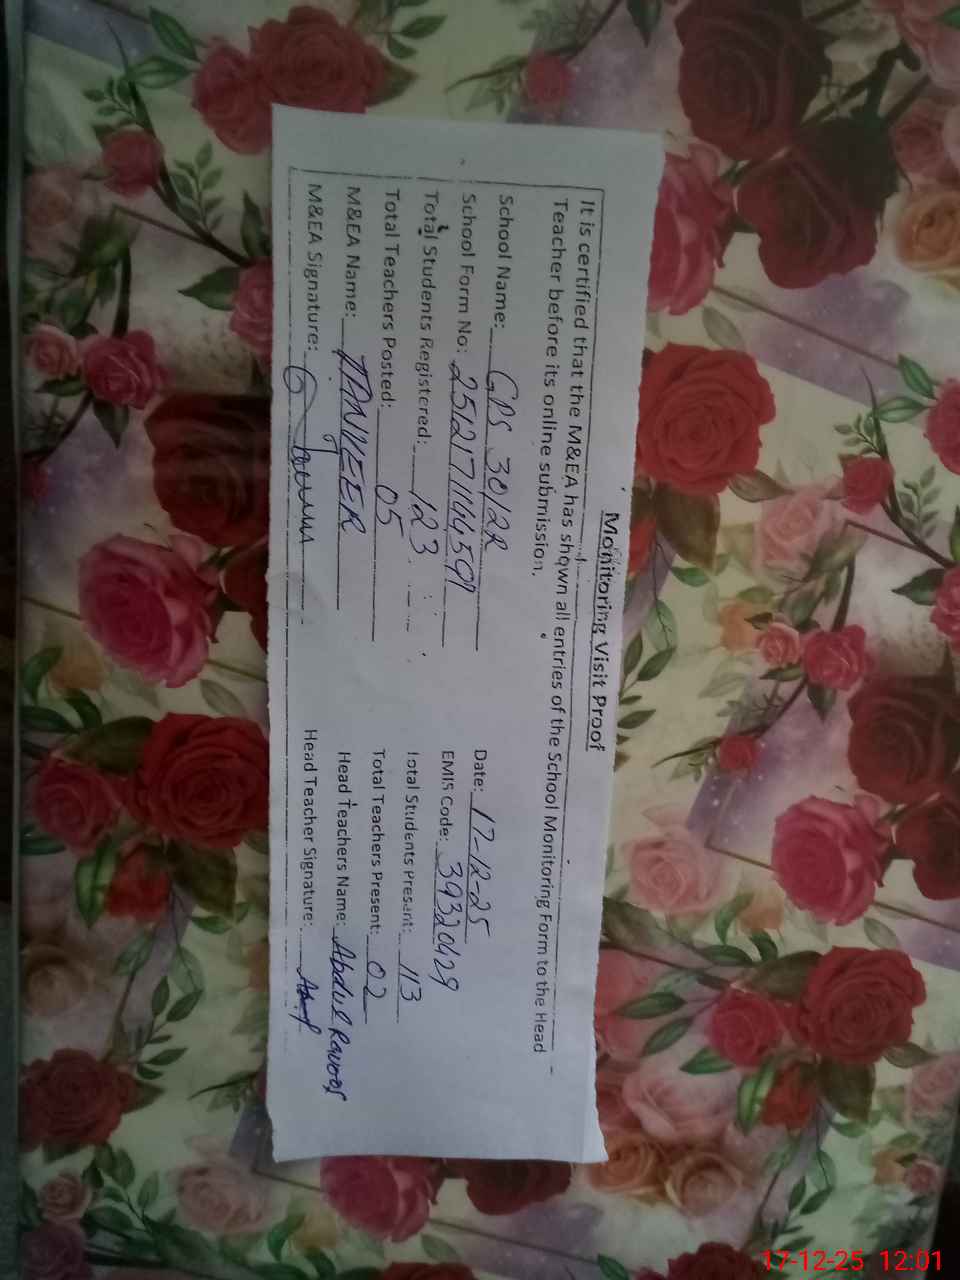 Monitoring Visit Proof
It is certified that the M&EA has shown all entries of the School Monitoring Form to the Head
Teacher before its online submission.
School Name: GPS 30/2R Date: 17-12-25
School Form No: EMIS Code: 39320429
Total Students Registered: 123 Total Students Present: 113
Total Teachers Posted: 05 Total Teachers Present: 02
M&EA Name: TANVEER Head Teachers Name: Abdul Raoof
M&EA Signature: Head Teacher Signature:
17-12-25 12:01